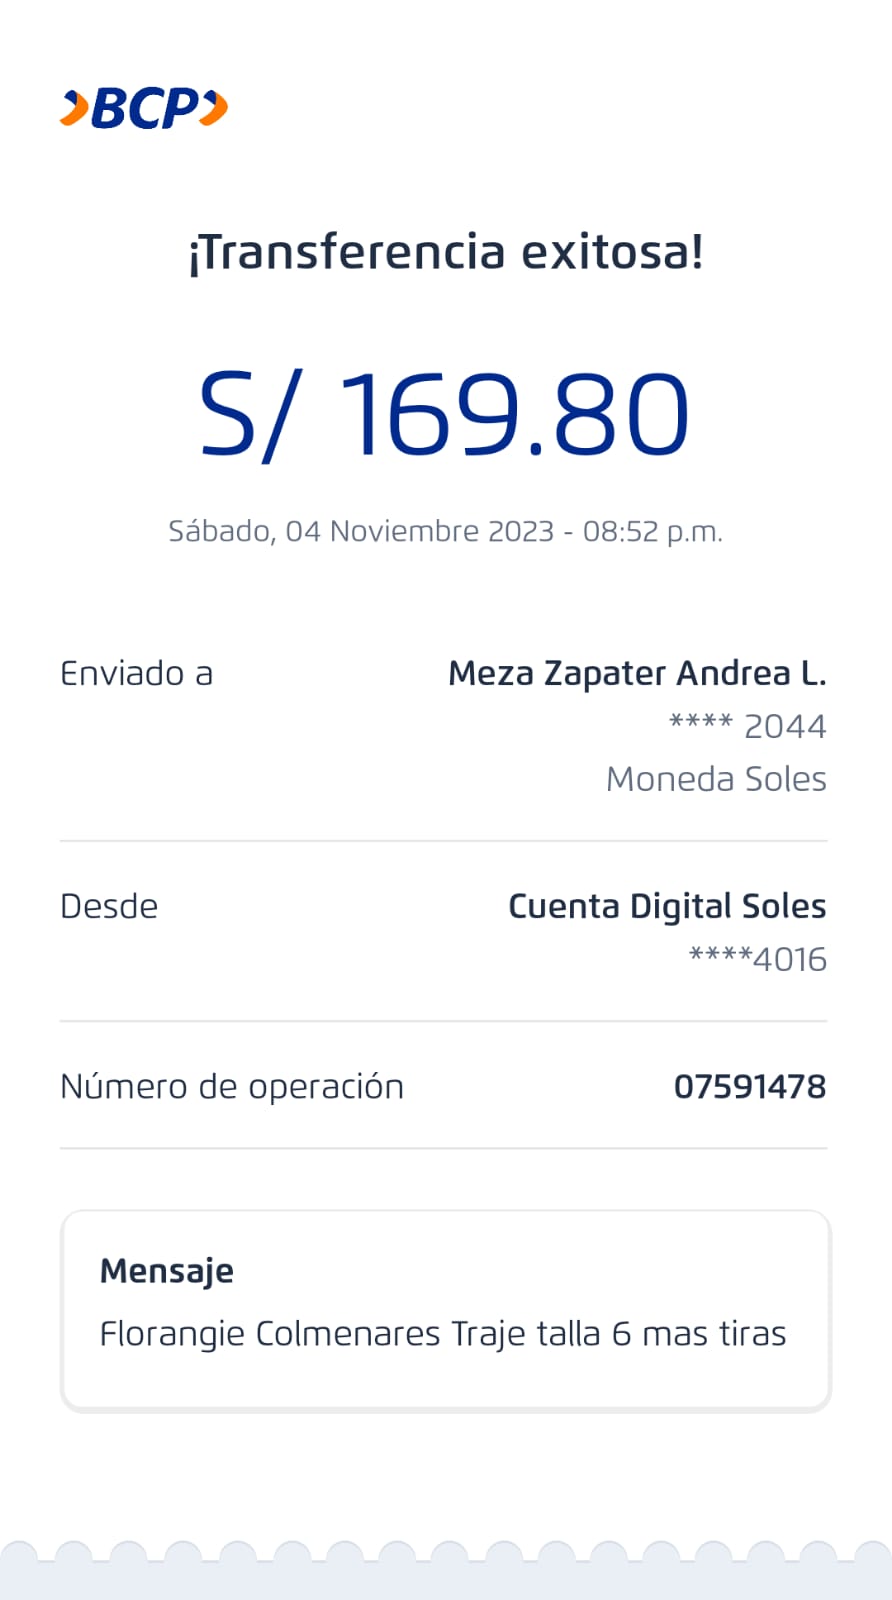 BCP
¡Transferencia exitosa!
S/ 169.80
Sábado, 04 Noviembre 2023 - 08:52 p.m.
Enviado a
Meza Zapater Andrea L.
**** 2044
Moneda Soles
Desde
Cuenta Digital Soles
****4016
Número de operación
07591478
Mensaje
Florangie Colmenares Traje talla 6 mas tiras